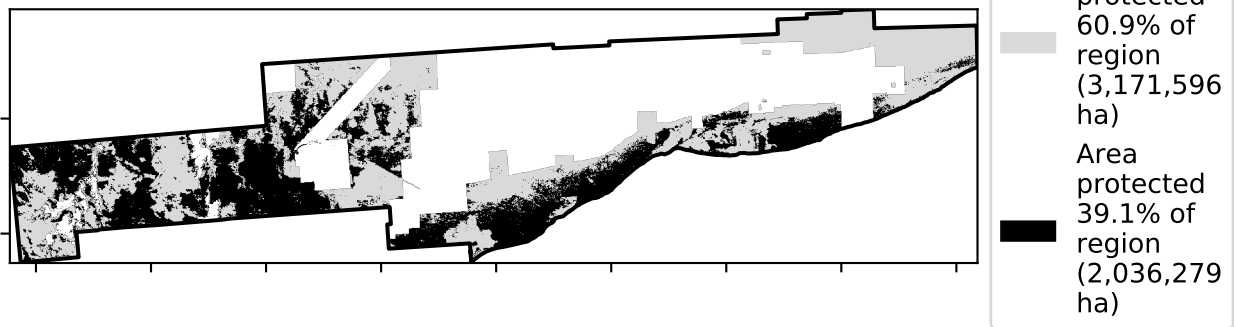 protected
60.9% of
region
(3,171,596
ha)
Area
protected
39.1% of
region
(2,036,279
ha)